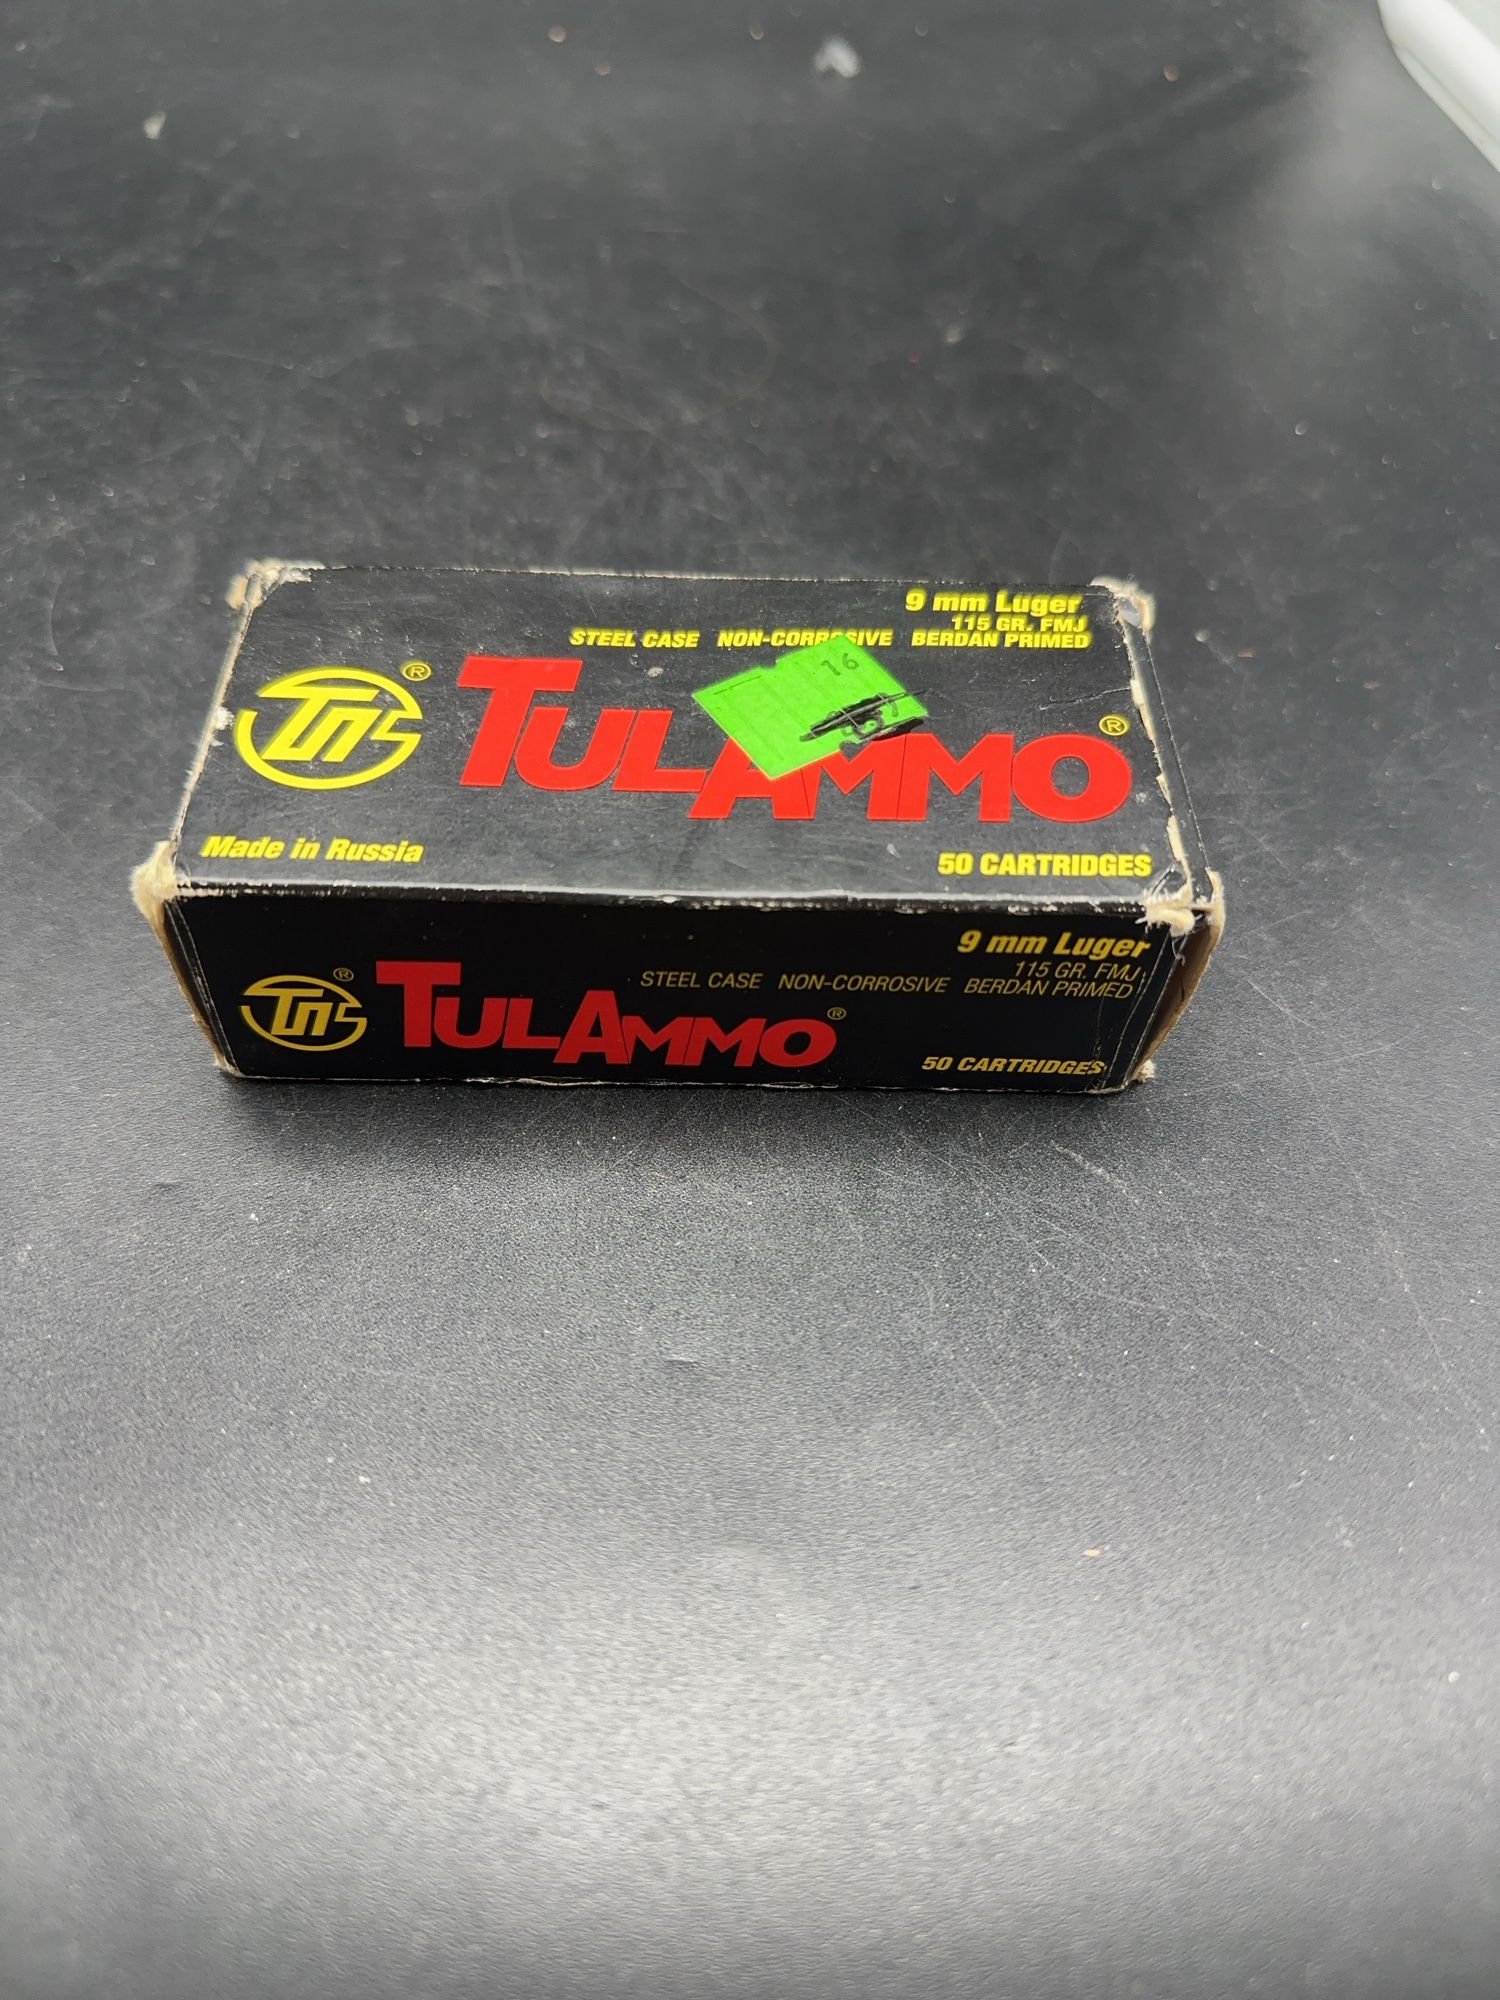 9 mm Luger
115 GR. FMJ
STEEL CASE NON-CORROSIVE BERDAN PRIMED
16
TULAMMO®
®
Made in Russia
50 CARTRIDGES
9 mm Luger
115 GR. FMJ
STEEL CASE NON-CORROSIVE BERDAN PRIMED
®
TULAMMO®
50 CARTRIDGES